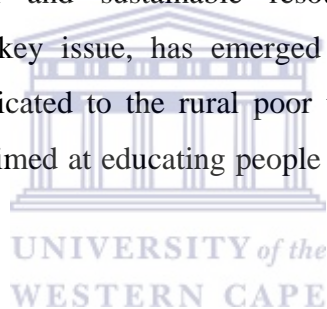 and sustainable resou
key issue, has emerged
icated to the rural poor
imed at educating people
UNIVERSITY of the
WESTERN CAPE